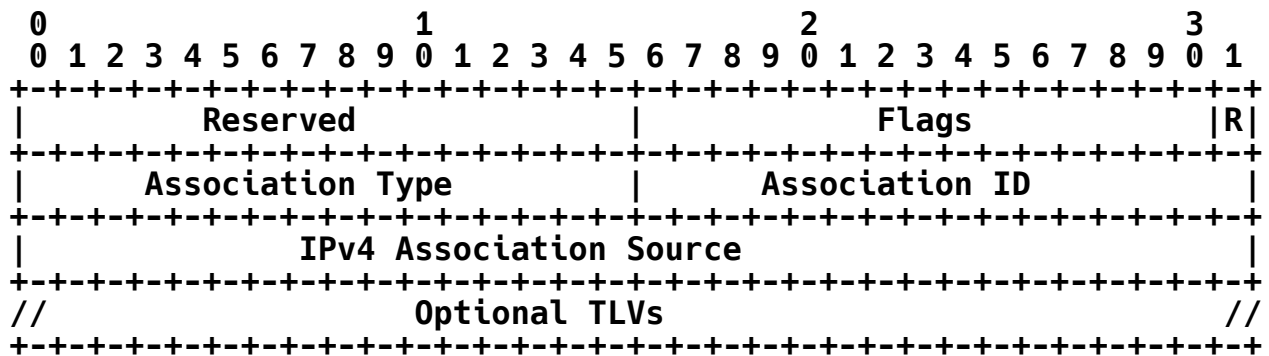 0                   1                   2                   3
 0 1 2 3 4 5 6 7 8 9 0 1 2 3 4 5 6 7 8 9 0 1 2 3 4 5 6 7 8 9 0 1
+-+-+-+-+-+-+-+-+-+-+-+-+-+-+-+-+-+-+-+-+-+-+-+-+-+-+-+-+-+-+-+-+
|         Reserved              |            Flags            |R|
+-+-+-+-+-+-+-+-+-+-+-+-+-+-+-+-+-+-+-+-+-+-+-+-+-+-+-+-+-+-+-+-+
|      Association Type         |      Association ID           |
+-+-+-+-+-+-+-+-+-+-+-+-+-+-+-+-+-+-+-+-+-+-+-+-+-+-+-+-+-+-+-+-+
|              IPv4 Association Source                          |
+-+-+-+-+-+-+-+-+-+-+-+-+-+-+-+-+-+-+-+-+-+-+-+-+-+-+-+-+-+-+-+-+
//                   Optional TLVs                             //
+-+-+-+-+-+-+-+-+-+-+-+-+-+-+-+-+-+-+-+-+-+-+-+-+-+-+-+-+-+-+-+-+